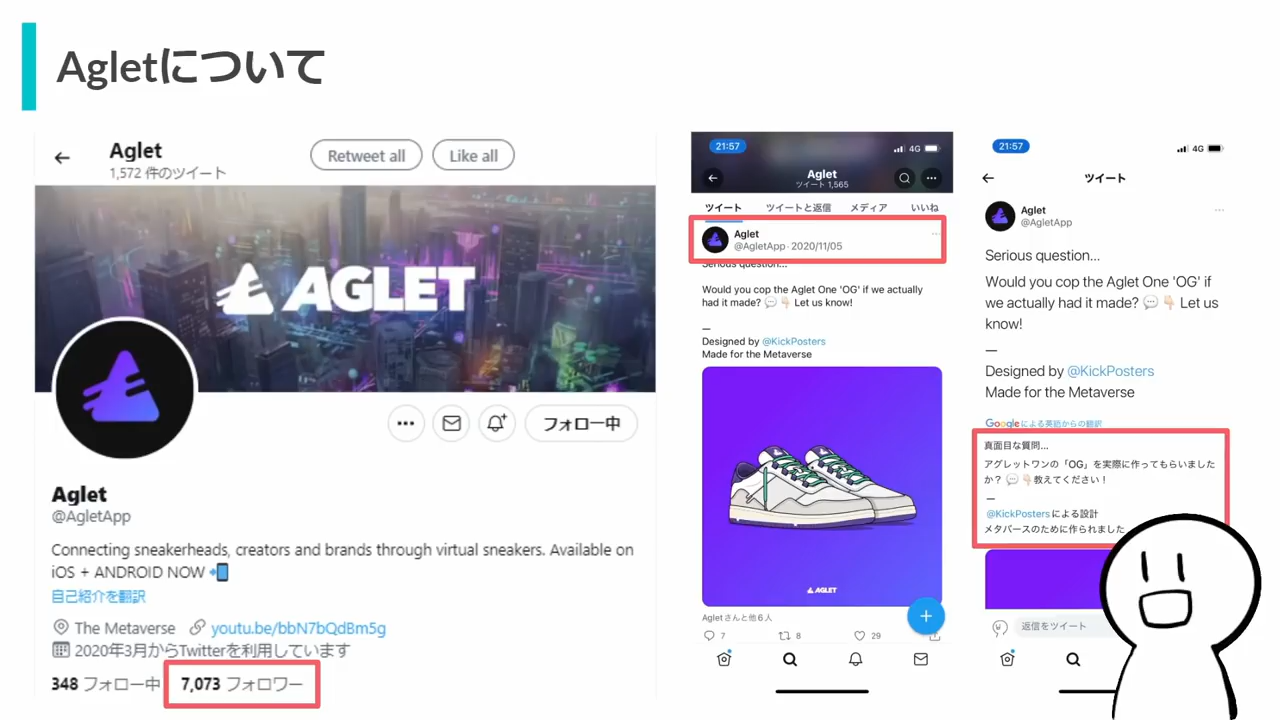 Agletについて
Aglet
1,572 件のツイート
Retweet all
Like all
AGLET
フォロー中
Aglet
@AgletApp
Connecting sneakerheads, creators and brands through virtual sneakers. Available on
iOS + ANDROID NOW
自己紹介を翻訳
The Metaverse youtu.be/bbN7bQdBm5g
2020年3月からTwitterを利用しています
348 フォロー中 7,073 フォロワー
21:57
4G
Aglet
ツイート 1,565
ツイート ツイートと返信 メディア いいね
Aglet
@AgletApp · 2020/11/05
Serious question...
Would you cop the Aglet One 'OG' if we actually
had it made? 💬 👇🏻 Let us know!
—
Designed by @KickPosters
Made for the Metaverse
AGLET
Agletさんと他6人
7 8 29
21:57
4G
ツイート
Aglet
@AgletApp
Serious question...
Would you cop the Aglet One 'OG' if
we actually had it made? 💬 👇🏻 Let us
know!
—
Designed by @KickPosters
Made for the Metaverse
Googleによる英語からの翻訳
真面目な質問...
アグレットワンの「OG」を実際に作ってもらいました
か？ 💬 👇🏻教えてください！
—
@KickPostersによる設計
メタバースのために作られました
返信をツイート